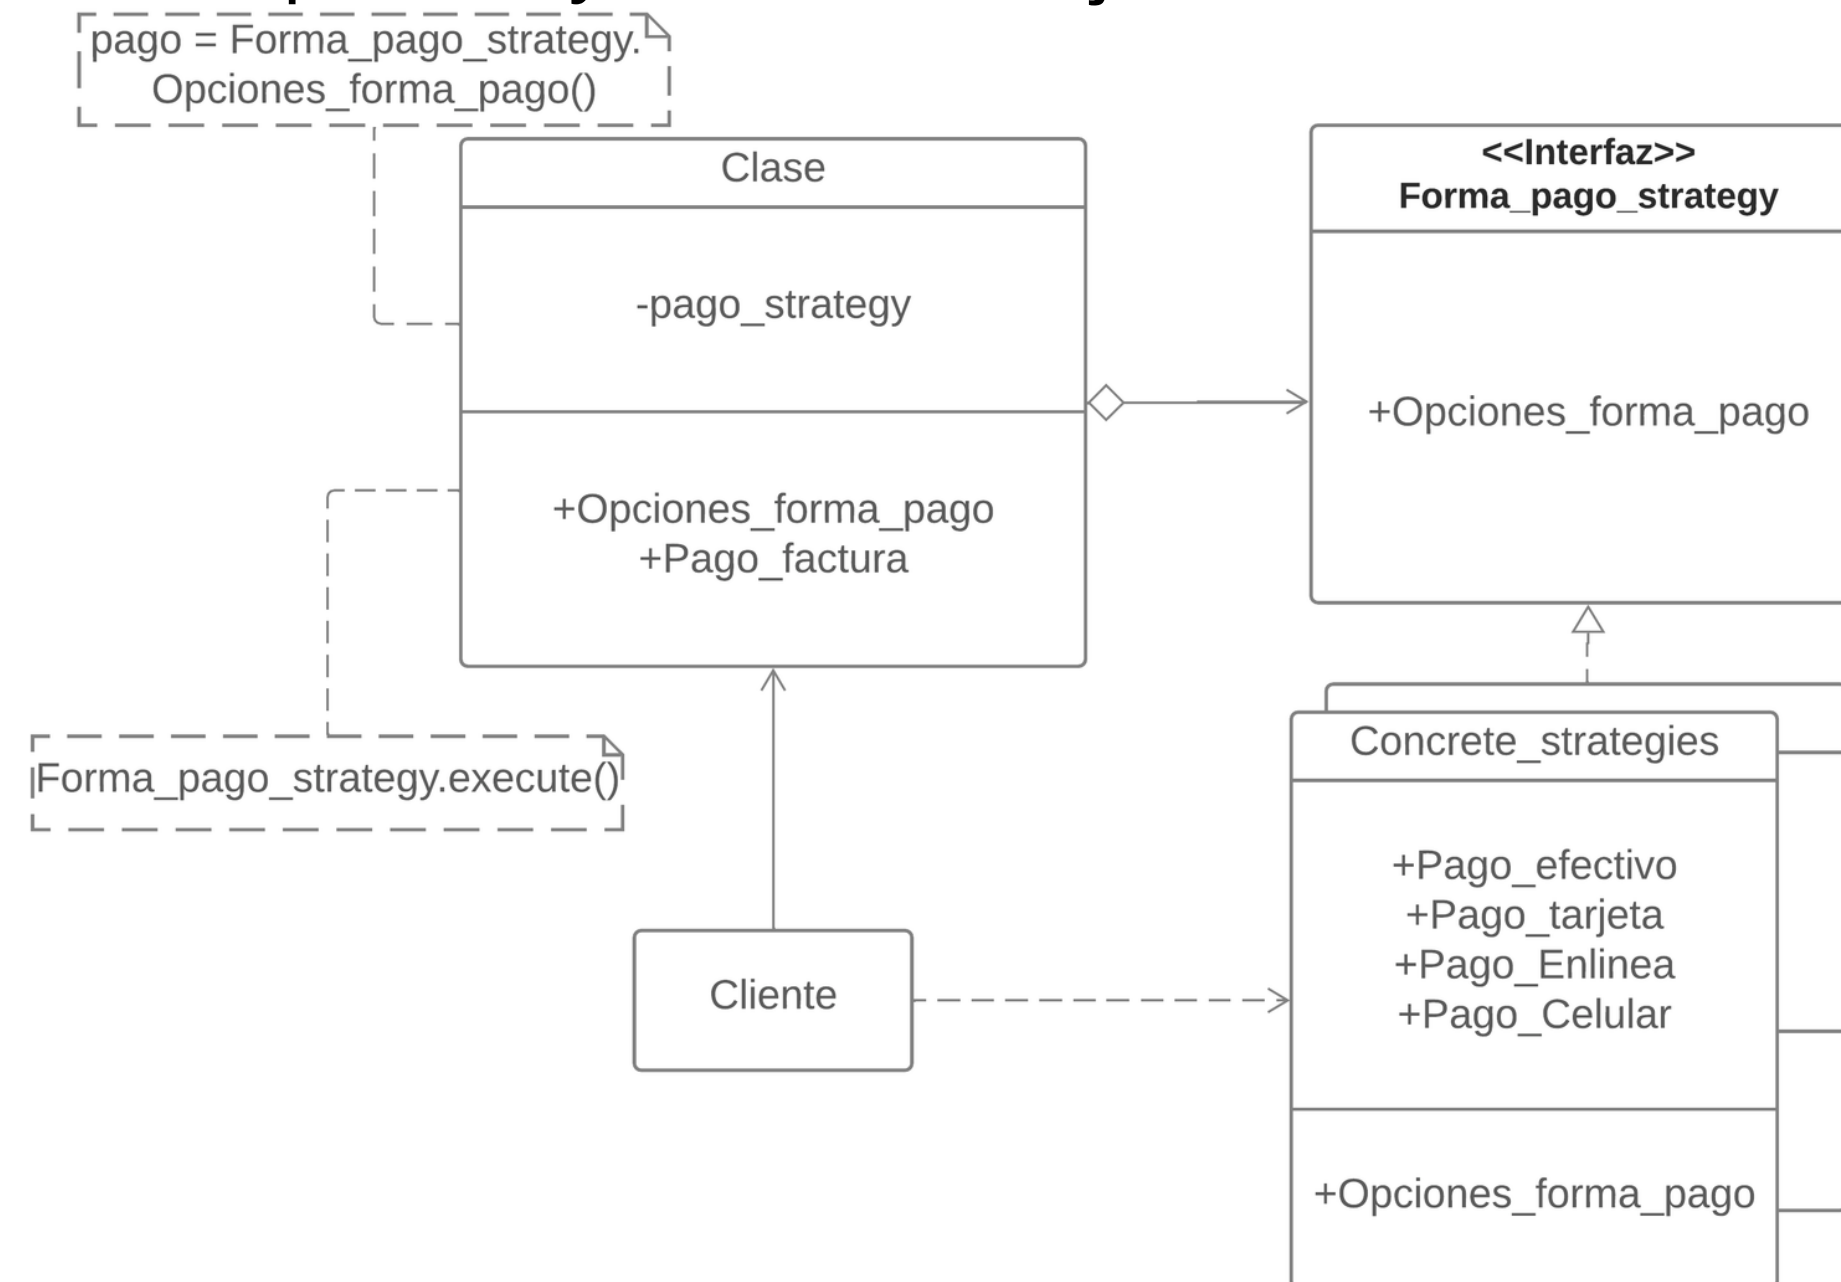 pago = Forma_pago_strategy.
Opciones_forma_pago()
Clase
-pago_strategy
+Opciones_forma_pago
+Pago_factura
<<Interfaz>>
Forma_pago_strategy
+Opciones_forma_pago
Forma_pago_strategy.execute()
Cliente
Concrete_strategies
+Pago_efectivo
+Pago_tarjeta
+Pago_Enlinea
+Pago_Celular
+Opciones_forma_pago